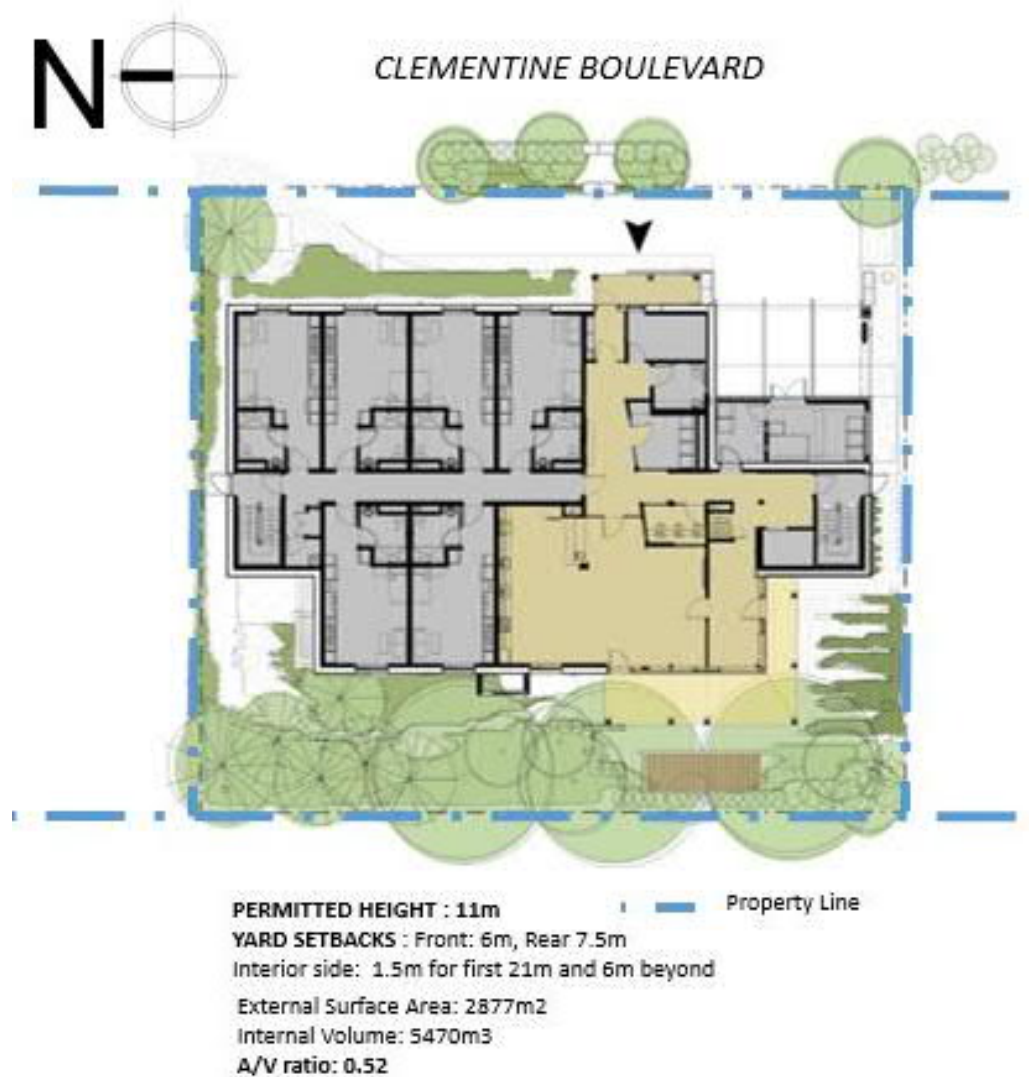 N
CLEMENTINE BOULEVARD
PERMITTED HEIGHT : 11m
Property Line
YARD SETBACKS : Front: 6m, Rear 7.5m
Interior side: 1.5m for first 21m and 6m beyond
External Surface Area: 2877m2
Internal Volume: 5470m3
A/V ratio: 0.52